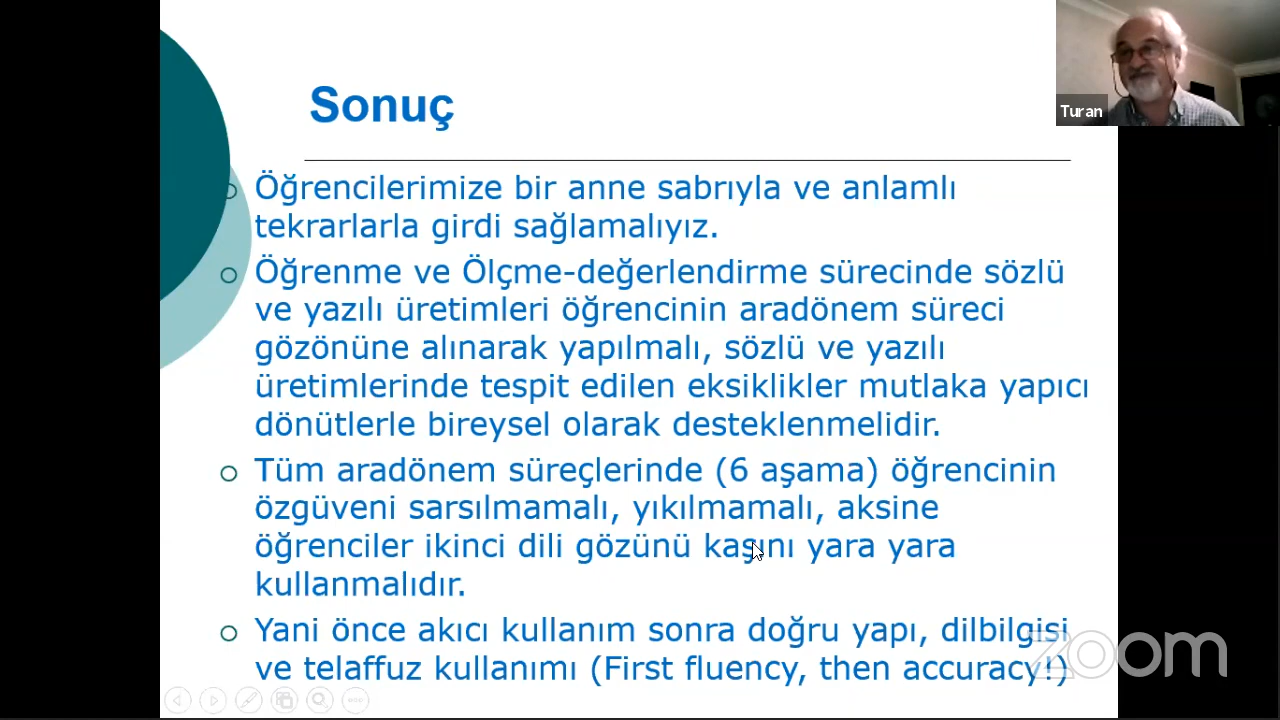 Sonuç
Turan
Öğrencilerimize bir anne sabrıyla ve anlamlı
tekrarlarla girdi sağlamalıyız.
Öğrenme ve Ölçme-değerlendirme sürecinde sözlü
ve yazılı üretimleri öğrencinin aradönem süreci
gözönüne alınarak yapılmalı, sözlü ve yazılı
üretimlerinde tespit edilen eksiklikler mutlaka yapıcı
dönütlerle bireysel olarak desteklenmelidir.
Tüm aradönem süreçlerinde (6 aşama) öğrencinin
özgüveni sarsılmamalı, yıkılmamalı, aksine
öğrenciler ikinci dili gözünü kaşını yara yara
kullanmalıdır.
Yani önce akıcı kullanım sonra doğru yapı, dilbilgisi
ve telaffuz kullanımı (First fluency, then accuracy!)
zoom